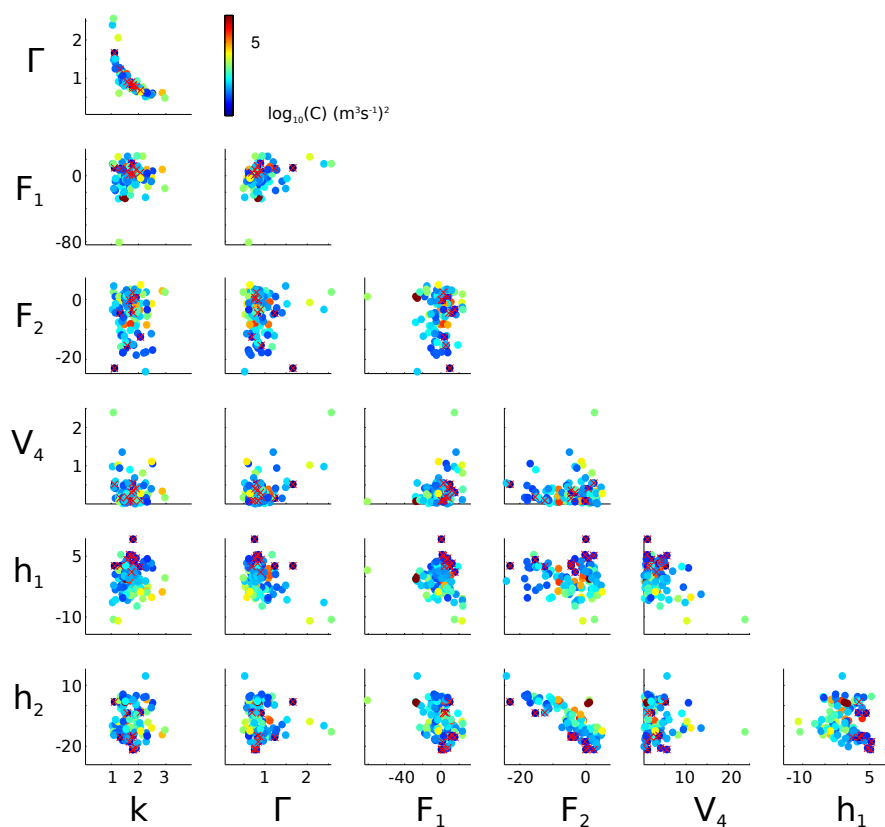 2
Γ
5
1
log₁₀(C) (m³s⁻¹)²
0
F₁
-80
0
F₂
-20
V₄
2
1
5
h₁
-10
10
h₂
-20
1 2 3 1 2 -40 0 -20 0 10 20 -10 5
k Γ F₁ F₂ V₄ h₁